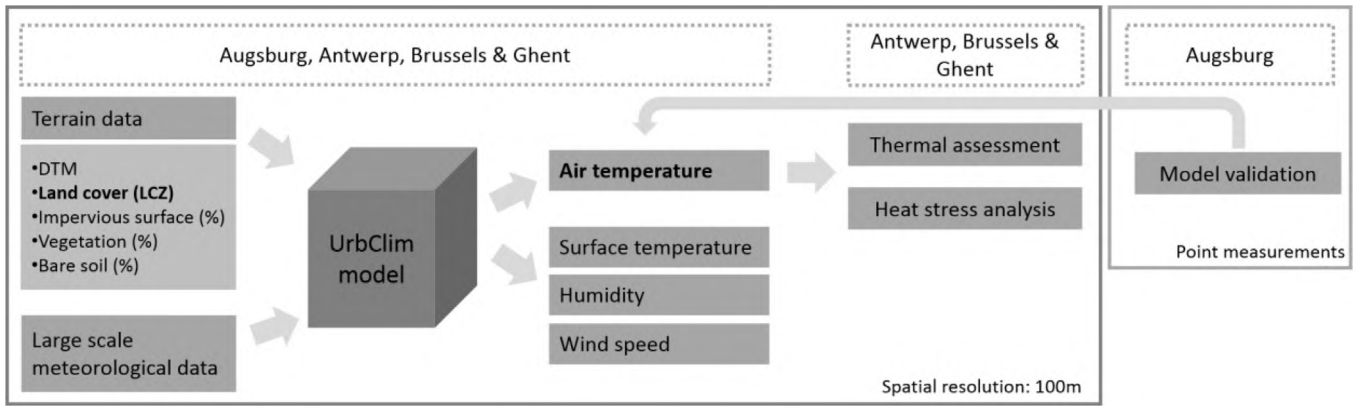 Augsburg, Antwerp, Brussels & Ghent
Antwerp, Brussels &
Ghent
Augsburg
Terrain data
•DTM
•Land cover (LCZ)
•Impervious surface (%)
•Vegetation (%)
•Bare soil (%)
Large scale
meteorological data
UrbClim
model
Air temperature
Surface temperature
Humidity
Wind speed
Thermal assessment
Heat stress analysis
Spatial resolution: 100m
Model validation
Point measurements